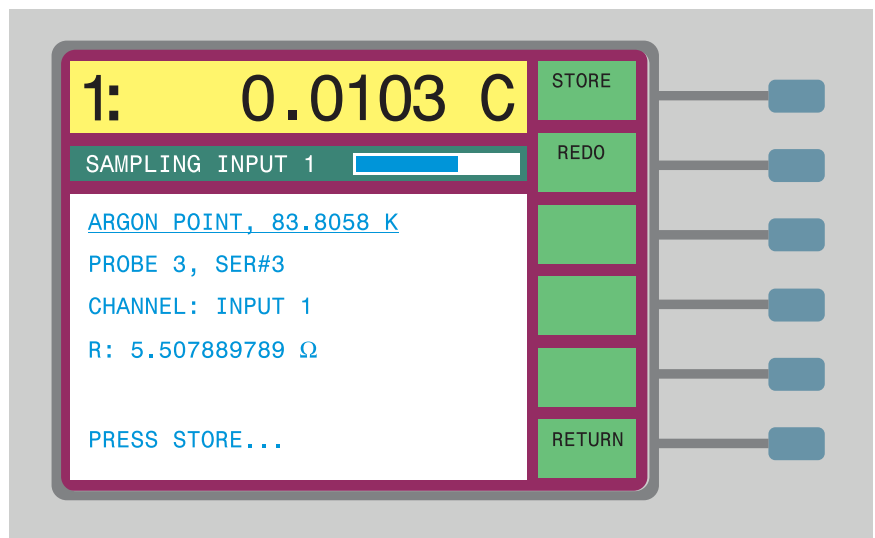 1: 0.0103 C
SAMPLING INPUT 1
ARGON POINT, 83.8058 K
PROBE 3, SER#3
CHANNEL: INPUT 1
R: 5.507889789 Ω
PRESS STORE...
STORE
REDO
RETURN